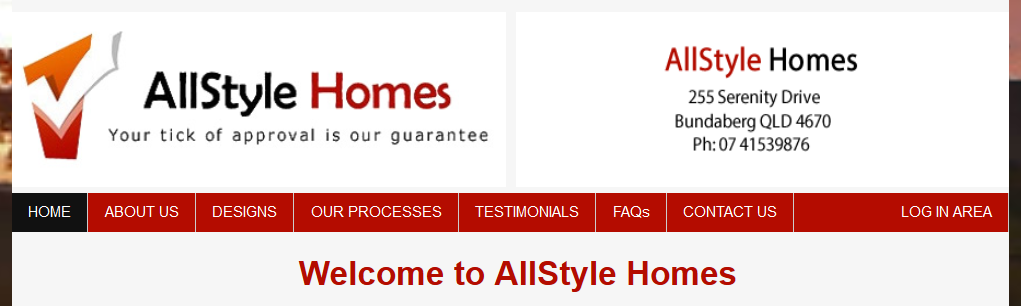 AllStyle Homes
Your tick of approval is our guarantee
AllStyle Homes
255 Serenity Drive
Bundaberg QLD 4670
Ph: 07 41539876
HOME ABOUT US DESIGNS OUR PROCESSES TESTIMONIALS FAQs CONTACT US LOG IN AREA
Welcome to AllStyle Homes